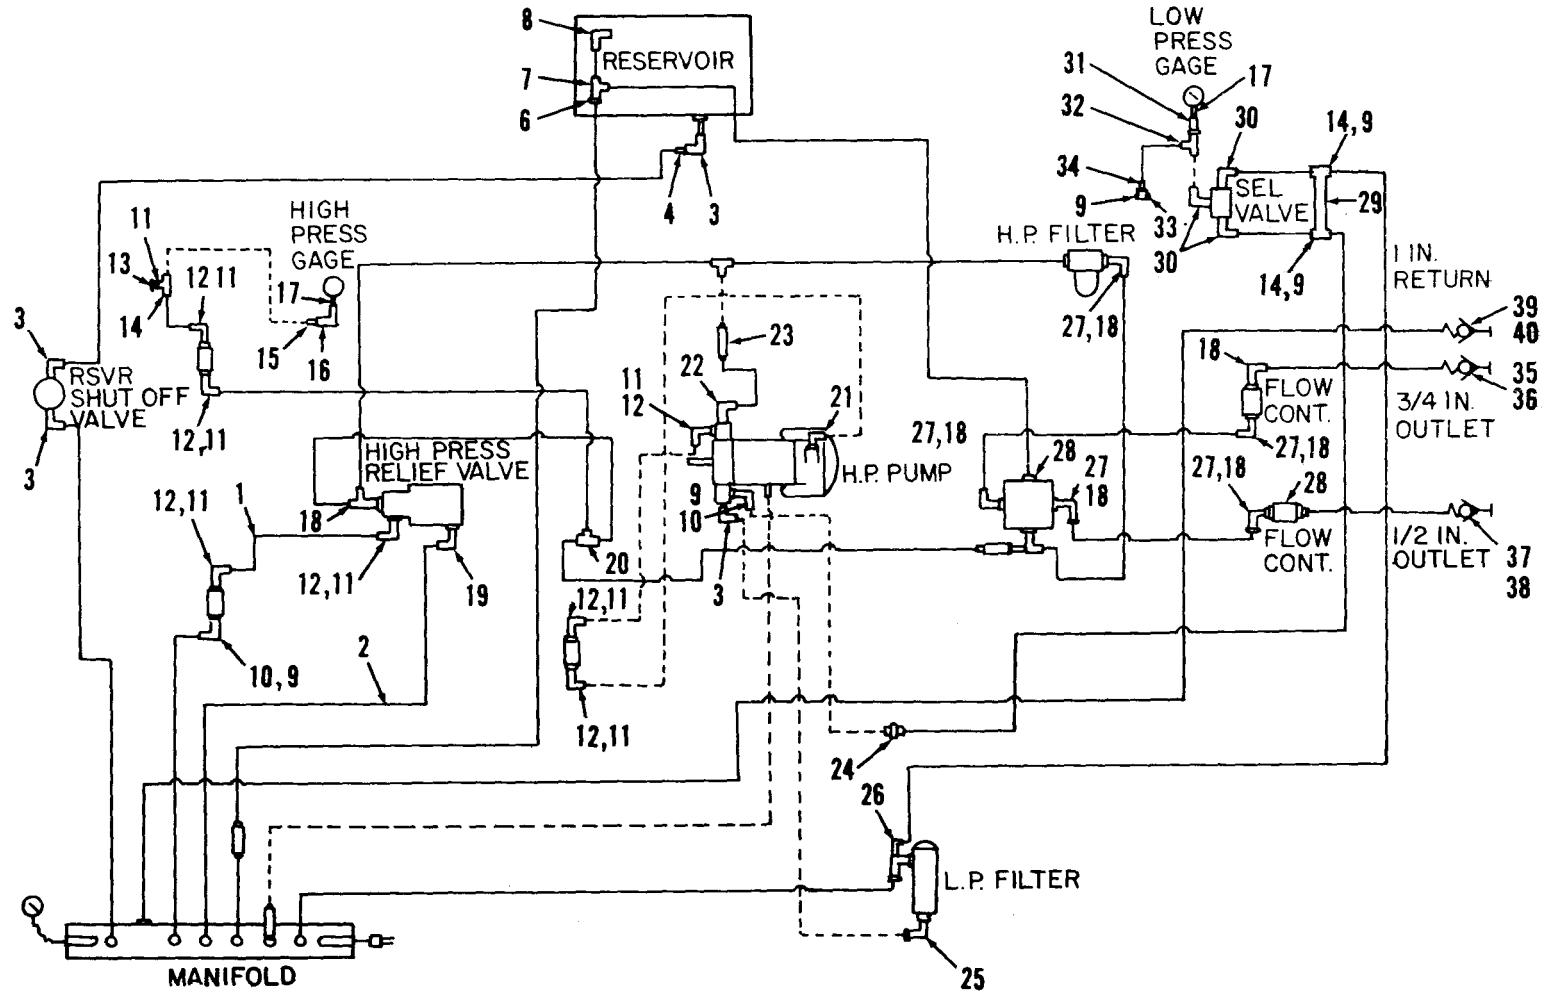 8
7
6
RESERVOIR
4
3
LOW
PRESS
GAGE
31
32
17
34
9
33
30
30
SEL
VALVE
14,9
29
14,9
11
13
14
12 11
HIGH
PRESS
GAGE
17
15
16
3
RSVR
SHUT OFF
VALVE
3
12,11
H.P. FILTER
27,18
1 IN.
RETURN
39
40
18
FLOW
CONT.
35
36
3/4 IN.
OUTLET
27,18
23
22
11
12
21
H.P. PUMP
9
10
3
27,18
28
27
18
27,18
28
FLOW
CONT.
1/2 IN.
OUTLET
37
38
HIGH PRESS
RELIEF VALVE
18
12,11
1
12,11
19
20
12,11
12,11
10,9
2
24
26
L.P. FILTER
25
MANIFOLD